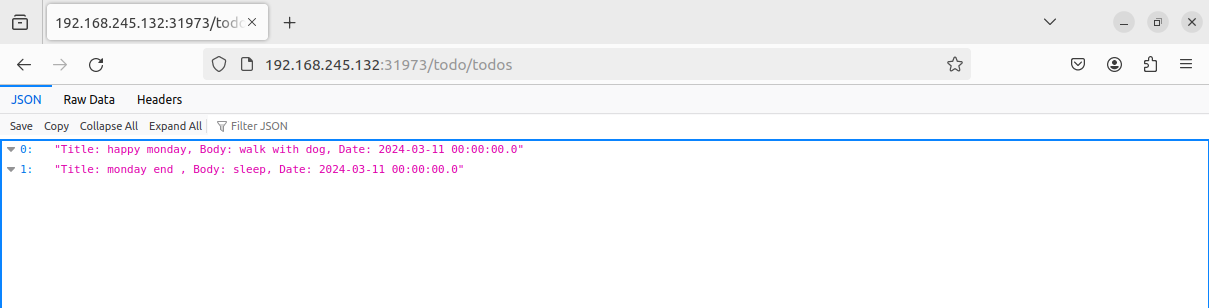 192.168.245.132:31973/tod
192.168.245.132:31973/todo/todos
JSON Raw Data Headers
Save Copy Collapse All Expand All Filter JSON
0: "Title: happy monday, Body: walk with dog, Date: 2024-03-11 00:00:00.0"
1: "Title: monday end , Body: sleep, Date: 2024-03-11 00:00:00.0"